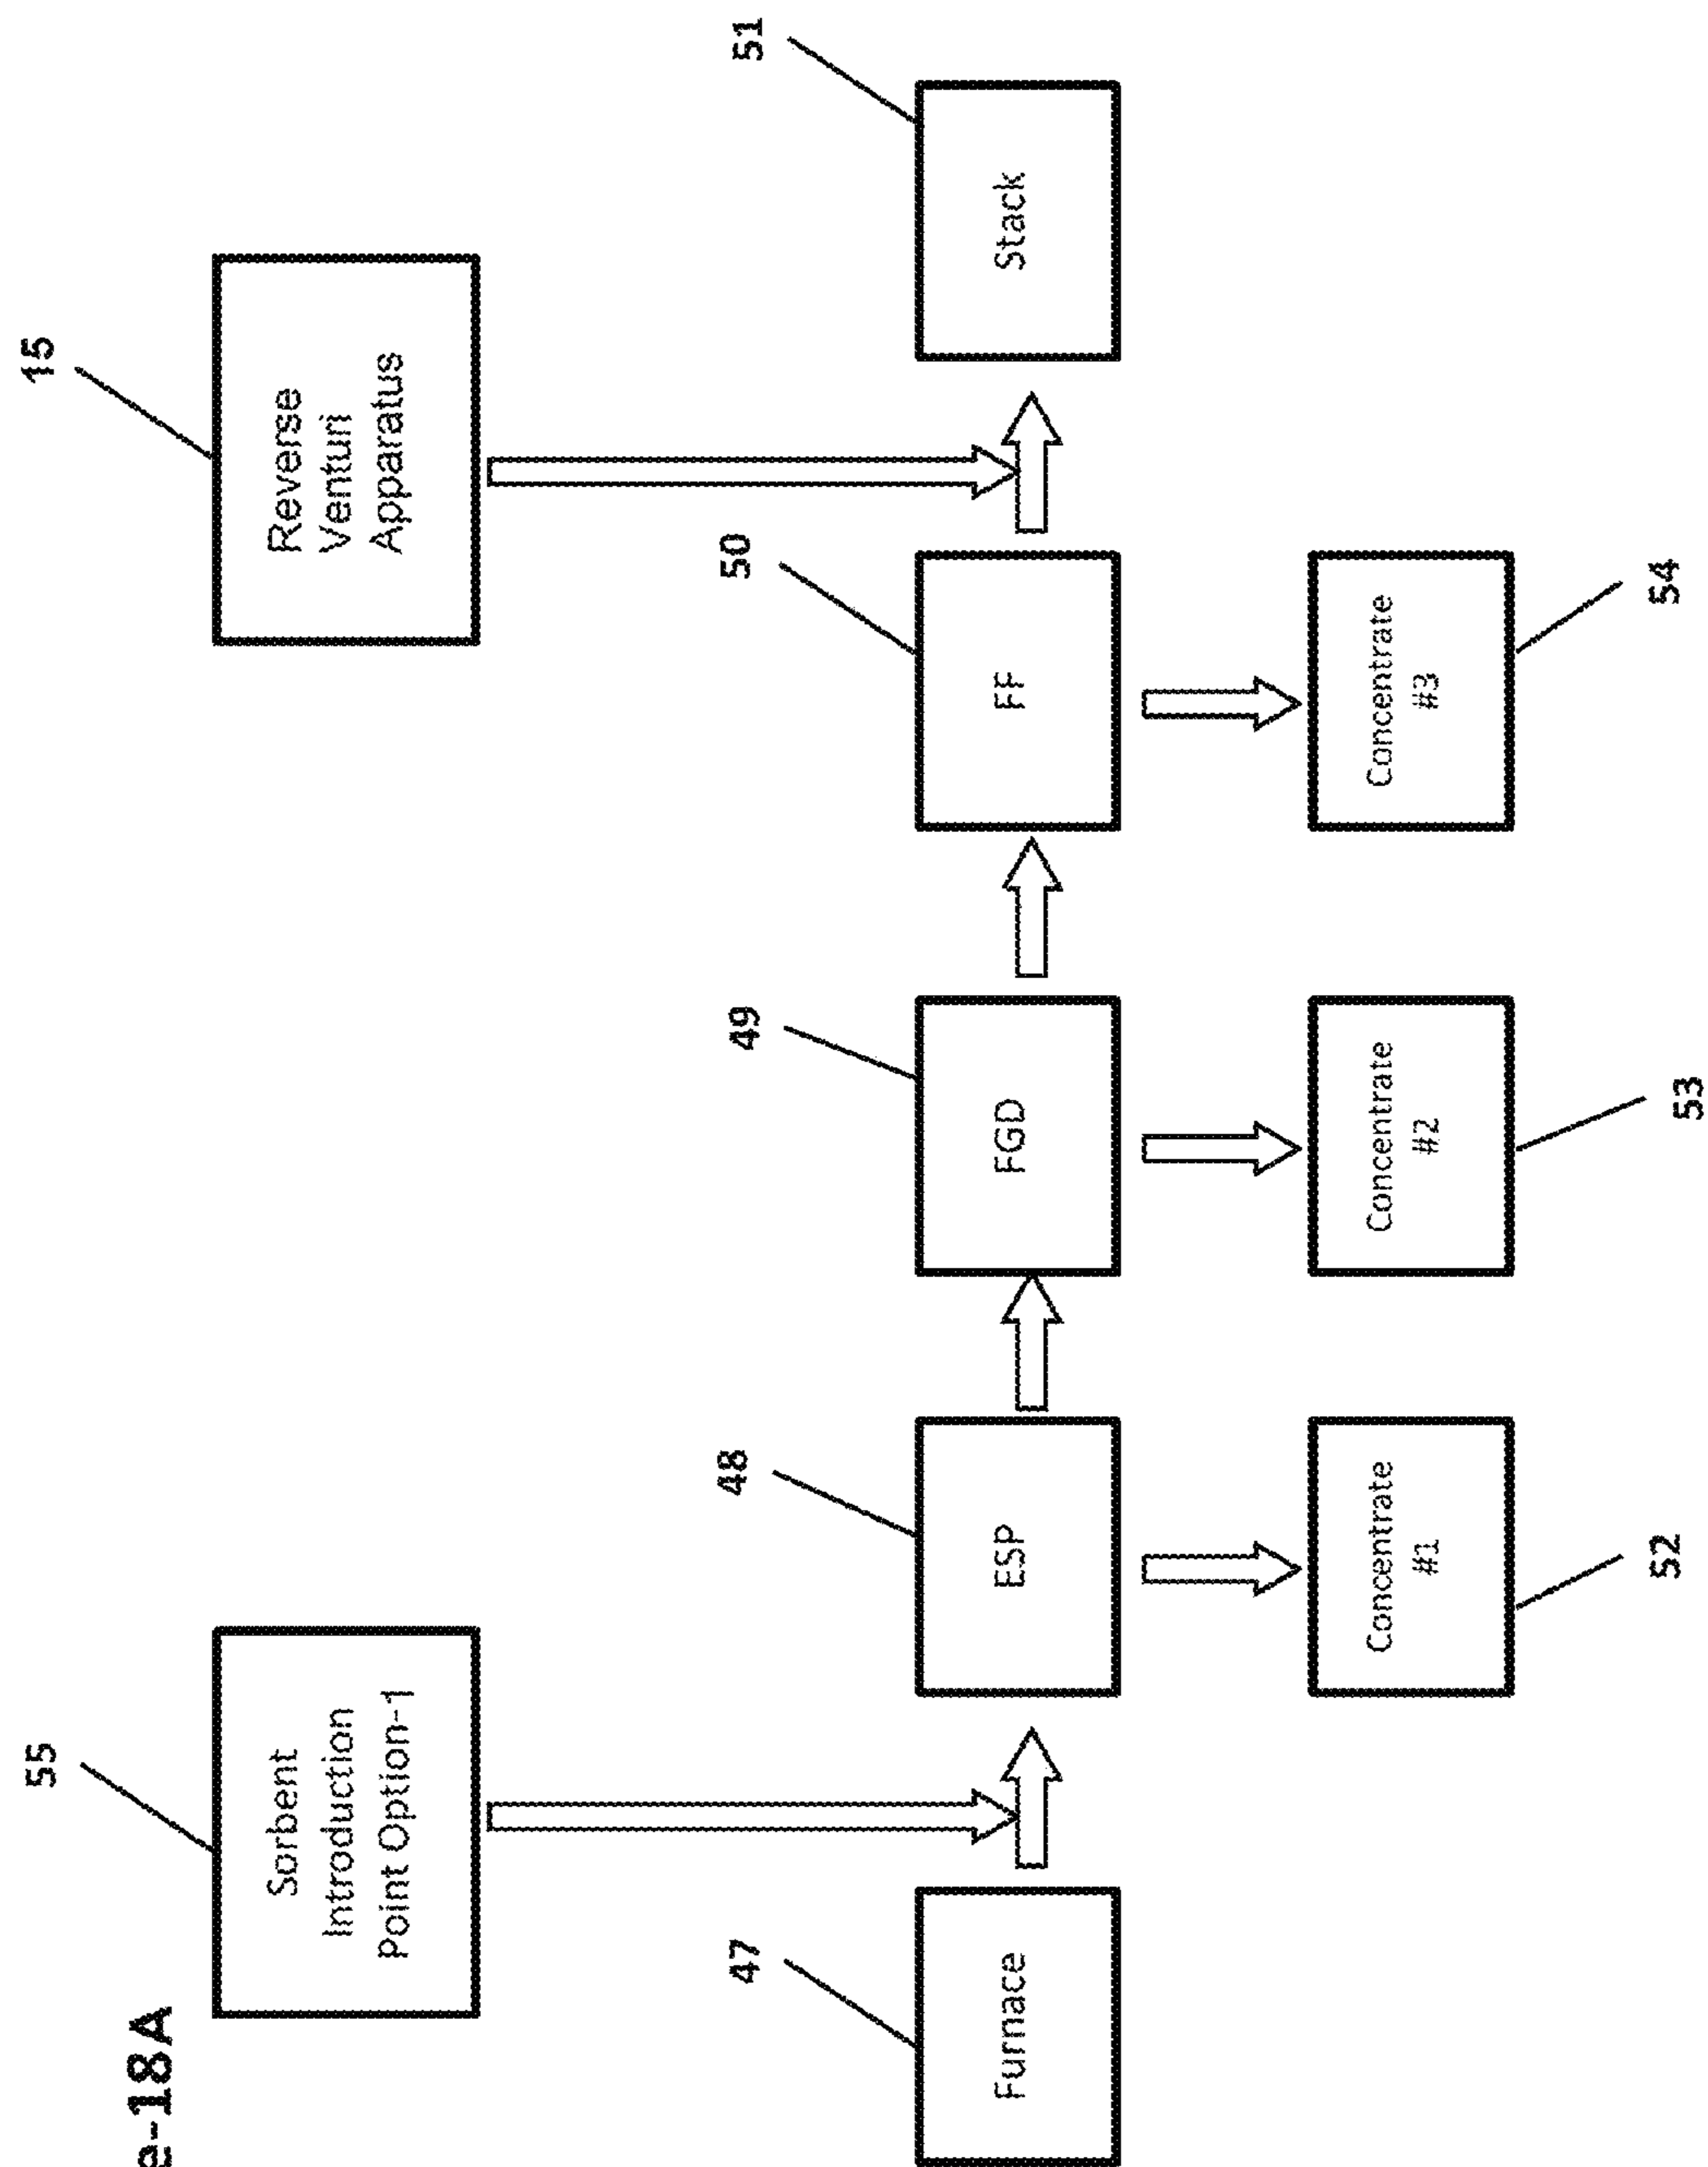 e-18A
55
Sorbent
Introduction
Point Option-1
15
Reverse
Venturi
Apparatus
47
Furnace
48
ESP
49
FGD
50
FF
51
Stack
Concentrate
#1
52
Concentrate
#2
53
Concentrate
#3
54